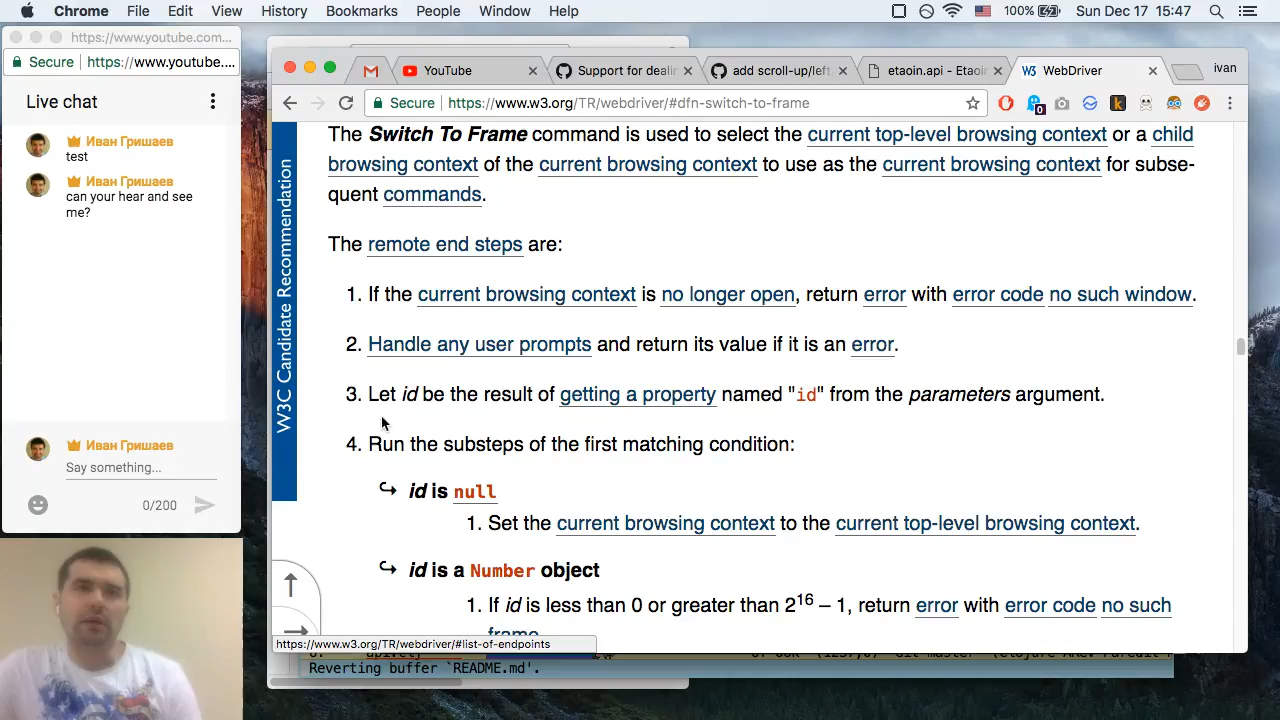 Chrome File Edit View History Bookmarks People Window Help 100% Sun Dec 17 15:47
https://www.youtube.com...
Secure https://www.youtube....
Live chat
Иван Гришаев
test
Иван Гришаев
can your hear and see
me?
Иван Гришаев
Say something...
0/200
YouTube
Support for dealin
add scroll-up/left
etaoin.api - Etaoin
WebDriver
ivan
Secure https://www.w3.org/TR/webdriver/#dfn-switch-to-frame
0
W3C Candidate Recommendation
The Switch To Frame command is used to select the current top-level browsing context or a child
browsing context of the current browsing context to use as the current browsing context for subse-
quent commands.
The remote end steps are:
1. If the current browsing context is no longer open, return error with error code no such window.
2. Handle any user prompts and return its value if it is an error.
3. Let id be the result of getting a property named "id" from the parameters argument.
4. Run the substeps of the first matching condition:
↪ id is null
1. Set the current browsing context to the current top-level browsing context.
↪ id is a Number object
1. If id is less than 0 or greater than 2¹⁶ – 1, return error with error code no such
frame.
https://www.w3.org/TR/webdriver/#list-of-endpoints
Reverting buffer `README.md'.